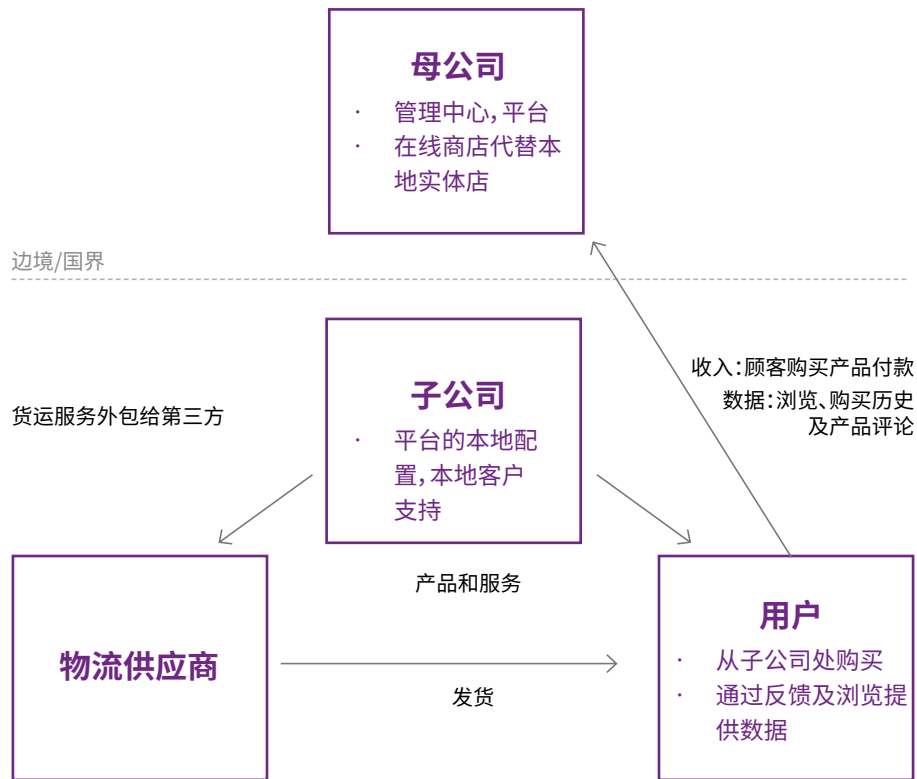 母公司
· 管理中心，平台
· 在线商店代替本
地实体店
边境/国界
收入：顾客购买产品付款
数据：浏览、购买历史
及产品评论
货运服务外包给第三方
子公司
· 平台的本地配
置，本地客户
支持
产品和服务
物流供应商
发货
用户
· 从子公司处购买
· 通过反馈及浏览提
供数据